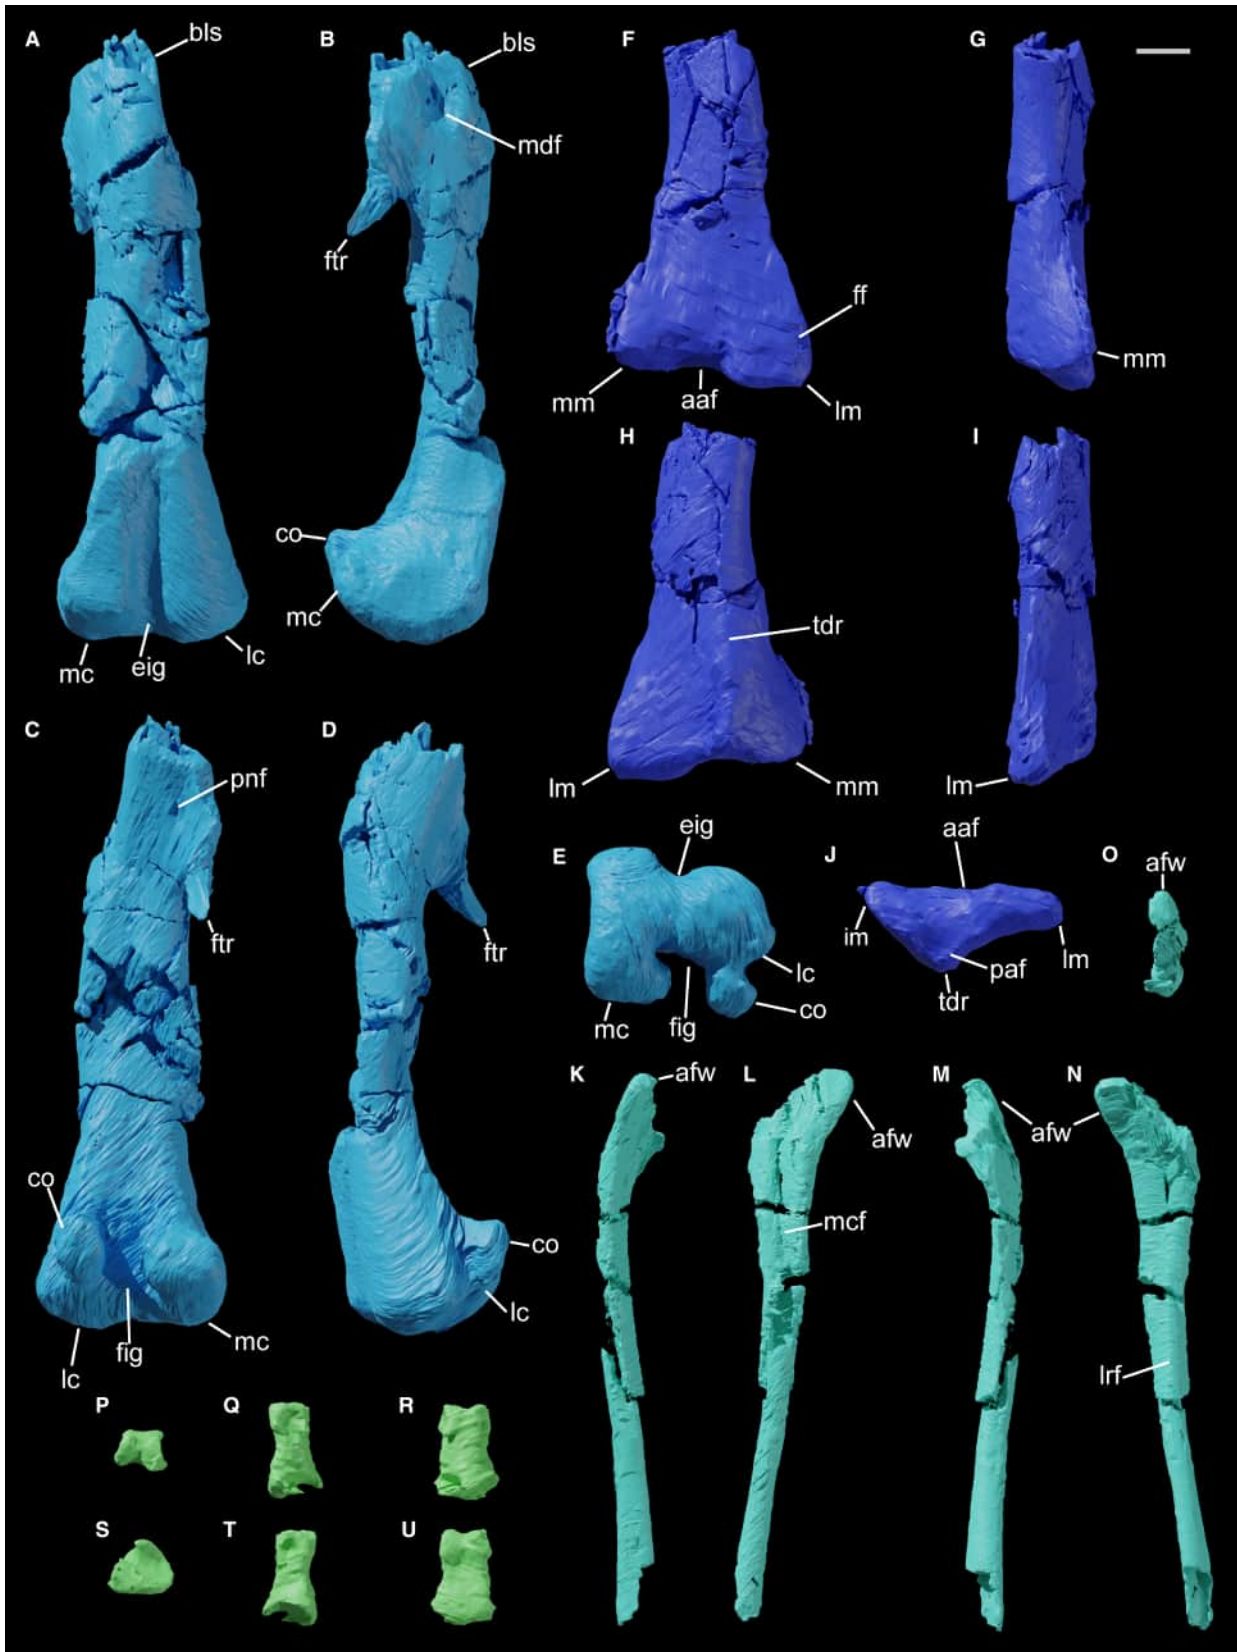 A
bls
B
bls
mdf
ftr
co
mc
mc
eig
lc
F
G
ff
mm
mm
aaf
lm
H
I
tdr
lm
mm
lm
C
pnf
ftr
D
ftr
co
co
lc
fig
mc
lc
E
eig
lc
co
mc
fig
J
aaf
im
lm
paf
tdr
O
afw
K
afw
L
afw
mcf
M
N
afw
lrf
P
Q
R
S
T
U